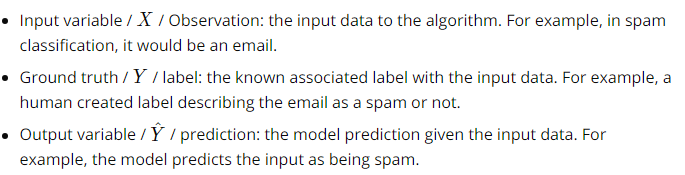 • Input variable / X / Observation: the input data to the algorithm. For example, in spam
classification, it would be an email.
• Ground truth / Y / label: the known associated label with the input data. For example, a
human created label describing the email as a spam or not.
• Output variable / Ŷ / prediction: the model prediction given the input data. For
example, the model predicts the input as being spam.